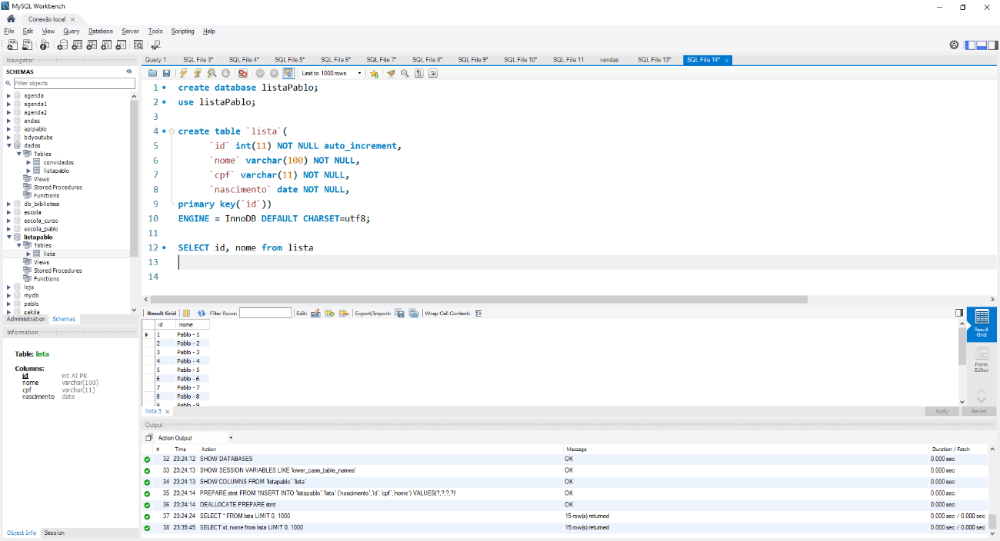 MySQL Workbench
Conexão local
File Edit View Query Database Server Tools Scripting Help
Navigator
SCHEMAS
Filter objects
agenda
agenda1
agenda2
andes
apipablo
bdyoutube
dados
Tables
convidados
listapablo
Views
Stored Procedures
Functions
db_biblioteca
escola
escola_curso
escola_pablo
listapablo
Tables
lista
Views
Stored Procedures
Functions
loja
mydb
pablo
sakila
Administration Schemas
Information
Table: lista
Columns:
id int AI PK
nome varchar(100)
cpf varchar(11)
nascimento date
Object Info Session
Query 1 SQL File 3* SQL File 4* SQL File 5* SQL File 6* SQL File 7* SQL File 8* SQL File 9* SQL File 10* SQL File 11 vendas SQL File 13* SQL File 14*
Limit to 1000 rows
1 create database listaPablo;
2 use listaPablo;
3
4 create table `lista`(
5 `id` int(11) NOT NULL auto_increment,
6 `nome` varchar(100) NOT NULL,
7 `cpf` varchar(11) NOT NULL,
8 `nascimento` date NOT NULL,
9 primary key(`id`))
10 ENGINE = InnoDB DEFAULT CHARSET=utf8;
11
12 SELECT id, nome from lista
13
14
Result Grid Filter Rows: Edit: Export/Import: Wrap Cell Content:
id nome
1 Pablo - 1
2 Pablo - 2
3 Pablo - 3
4 Pablo - 4
5 Pablo - 5
6 Pablo - 6
7 Pablo - 7
8 Pablo - 8
9 Pablo - 9
Result Grid
Form Editor
lista 3
Apply Revert
Output
Action Output
# Time Action Message Duration / Fetch
32 23:24:12 SHOW DATABASES OK 0.000 sec
33 23:24:13 SHOW SESSION VARIABLES LIKE 'lower_case_table_names' OK 0.000 sec
34 23:24:13 SHOW COLUMNS FROM `listapablo`.`lista` OK 0.000 sec
35 23:24:14 PREPARE stmt FROM 'INSERT INTO `listapablo`.`lista` (`nascimento`,`id`,`cpf`,`nome`) VALUES(?,?,?,?)' OK 0.000 sec
36 23:24:14 DEALLOCATE PREPARE stmt OK 0.000 sec
37 23:24:24 SELECT * FROM lista LIMIT 0, 1000 15 row(s) returned 0.000 sec / 0.000 sec
38 23:35:45 SELECT id, nome from lista LIMIT 0, 1000 15 row(s) returned 0.000 sec / 0.000 sec